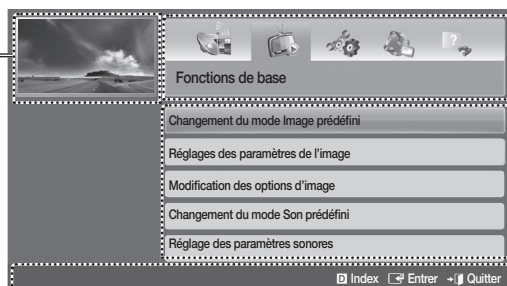 Fonctions de base
Changement du mode Image prédéfini
Réglages des paramètres de l'image
Modification des options d'image
Changement du mode Son prédéfini
Réglage des paramètres sonores
D Index Entrer Quitter